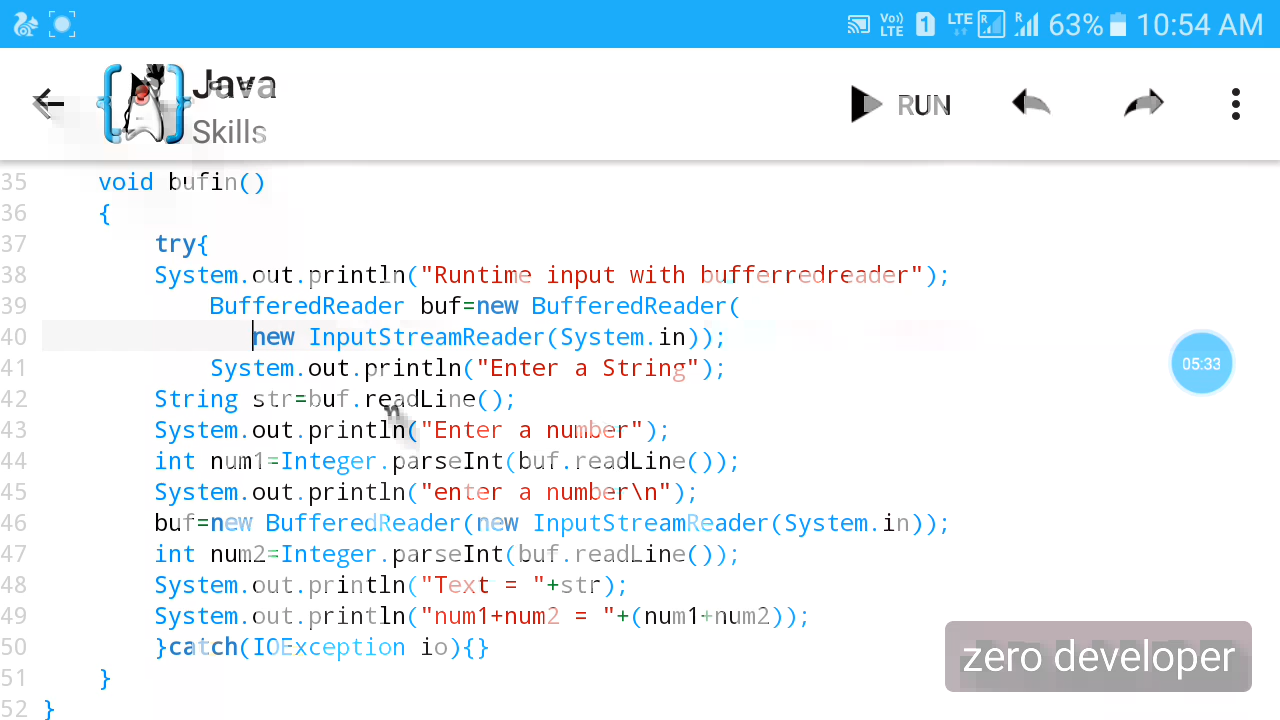 Vo))
LTE
1
LTE
R
R
63%
10:54 AM
Java
Skills
RUN
35 void bufin()
36 {
37 try{
38 System.out.println("Runtime input with bufferredreader");
39 BufferedReader buf=new BufferedReader(
40 new InputStreamReader(System.in));
41 System.out.println("Enter a String");
42 String str=buf.readLine();
43 System.out.println("Enter a number");
44 int num1=Integer.parseInt(buf.readLine());
45 System.out.println("enter a number\n");
46 buf=new BufferedReader(new InputStreamReader(System.in));
47 int num2=Integer.parseInt(buf.readLine());
48 System.out.println("Text = "+str);
49 System.out.println("num1+num2 = "+(num1+num2));
50 }catch(IOException io){}
51 }
52 }
05:33
zero developer